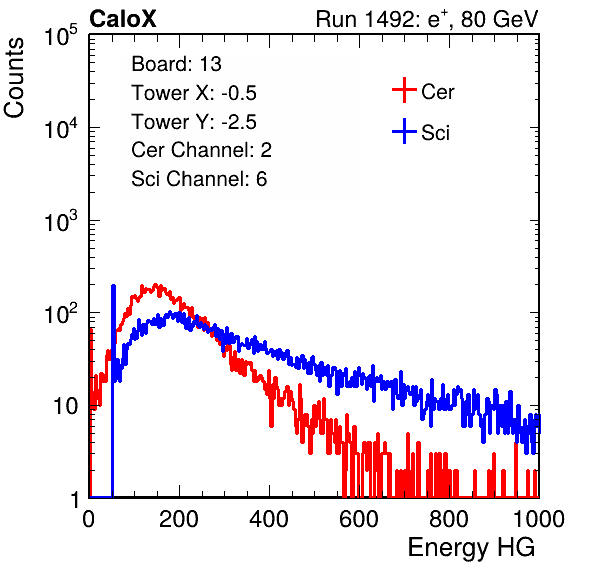 CaloX Run 1492: e⁺, 80 GeV
Counts
10⁵
10⁴
10³
10²
10
1
Board: 13
Tower X: -0.5
Tower Y: -2.5
Cer Channel: 2
Sci Channel: 6
Cer
Sci
0 200 400 600 800 1000
Energy HG